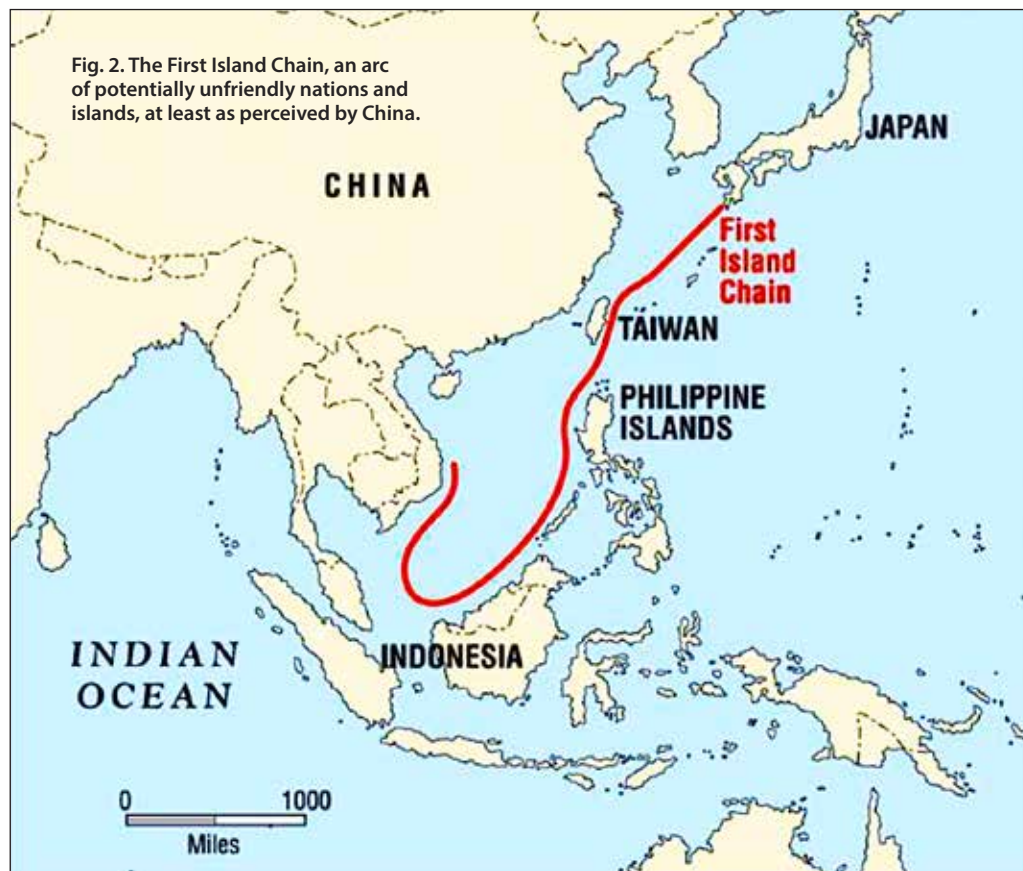 Fig. 2. The First Island Chain, an arc
of potentially unfriendly nations and
islands, at least as perceived by China.
JAPAN
CHINA
First
Island
Chain
TAIWAN
PHILIPPINE
ISLANDS
INDIAN
OCEAN
INDONESIA
0 1000
Miles